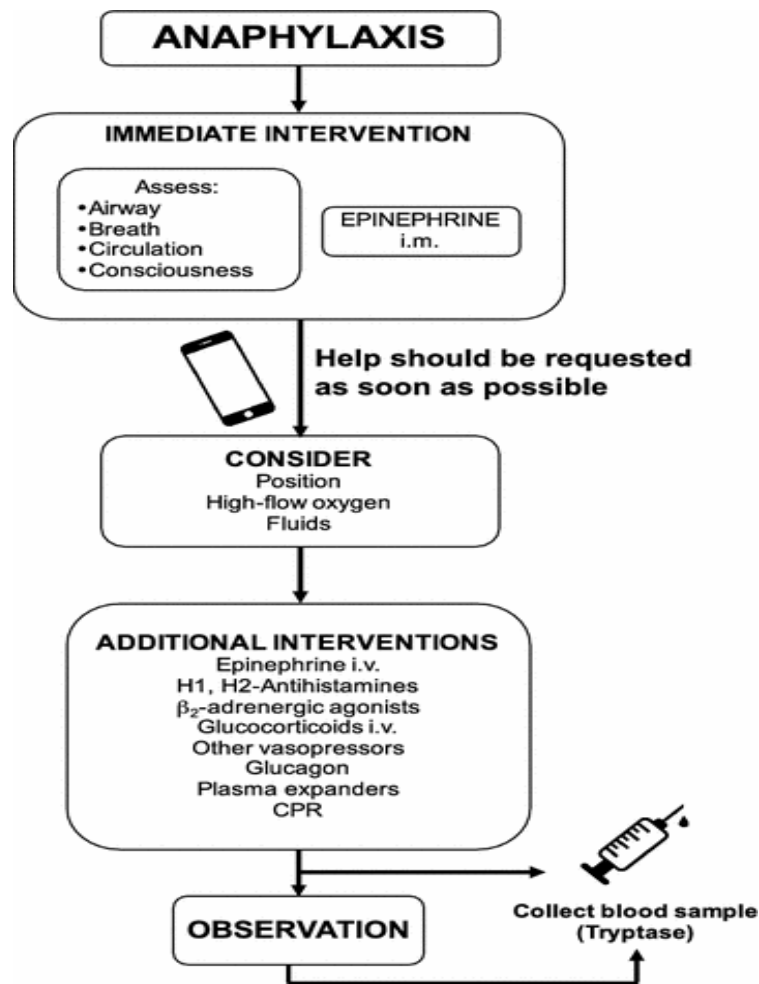 ANAPHYLAXIS
IMMEDIATE INTERVENTION
Assess:
•Airway
•Breath
•Circulation
•Consciousness
EPINEPHRINE
i.m.
Help should be requested
as soon as possible
CONSIDER
Position
High-flow oxygen
Fluids
ADDITIONAL INTERVENTIONS
Epinephrine i.v.
H1, H2-Antihistamines
β₂-adrenergic agonists
Glucocorticoids i.v.
Other vasopressors
Glucagon
Plasma expanders
CPR
OBSERVATION
Collect blood sample
(Tryptase)